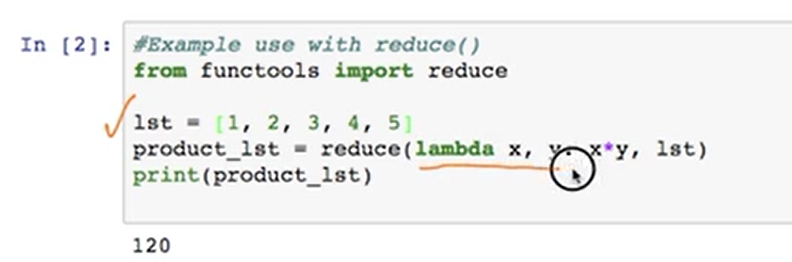 In [2]:
#Example use with reduce()
from functools import reduce
lst = [1, 2, 3, 4, 5]
product_lst = reduce(lambda x, y: x*y, lst)
print(product_lst)
120